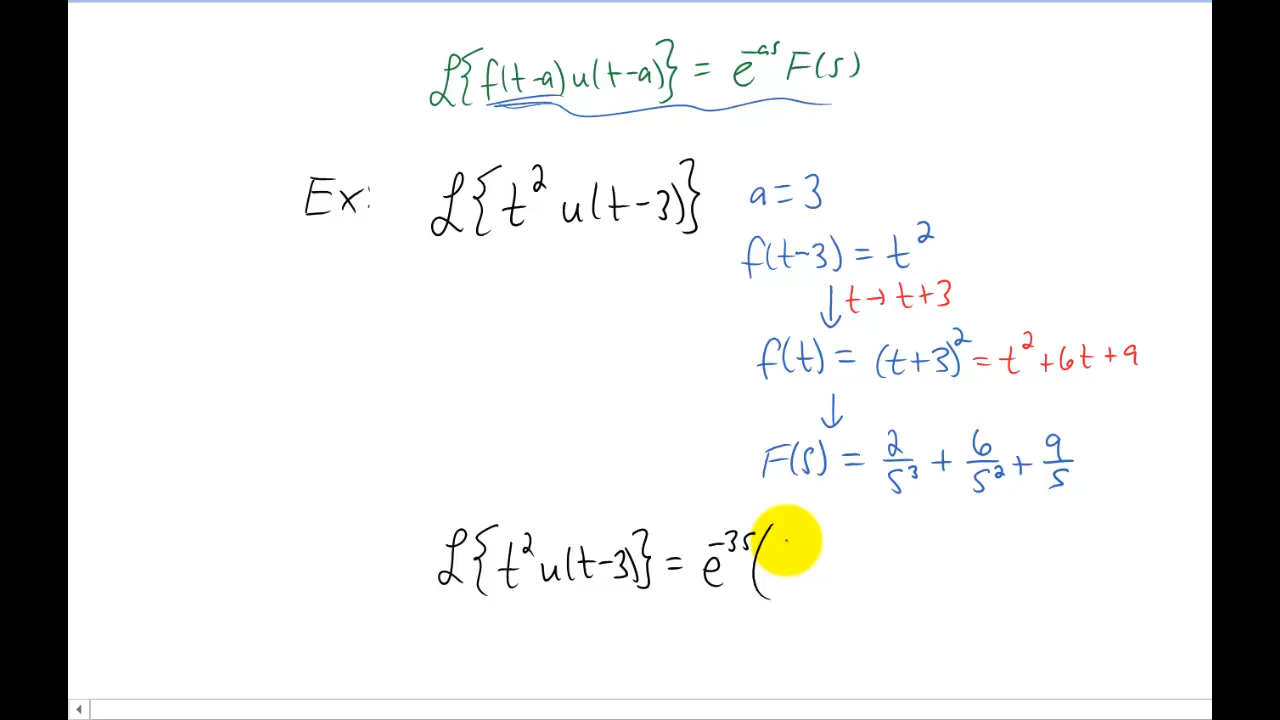 ℒ{f(t-a)u(t-a)} = e^{-as} F(s)
Ex: ℒ{t² u(t-3)} a = 3
f(t-3) = t²
↓ t → t+3
f(t) = (t+3)² = t² + 6t + 9
↓
F(s) = 2/s³ + 6/s² + 9/s
ℒ{t² u(t-3)} = e^{-3s} (